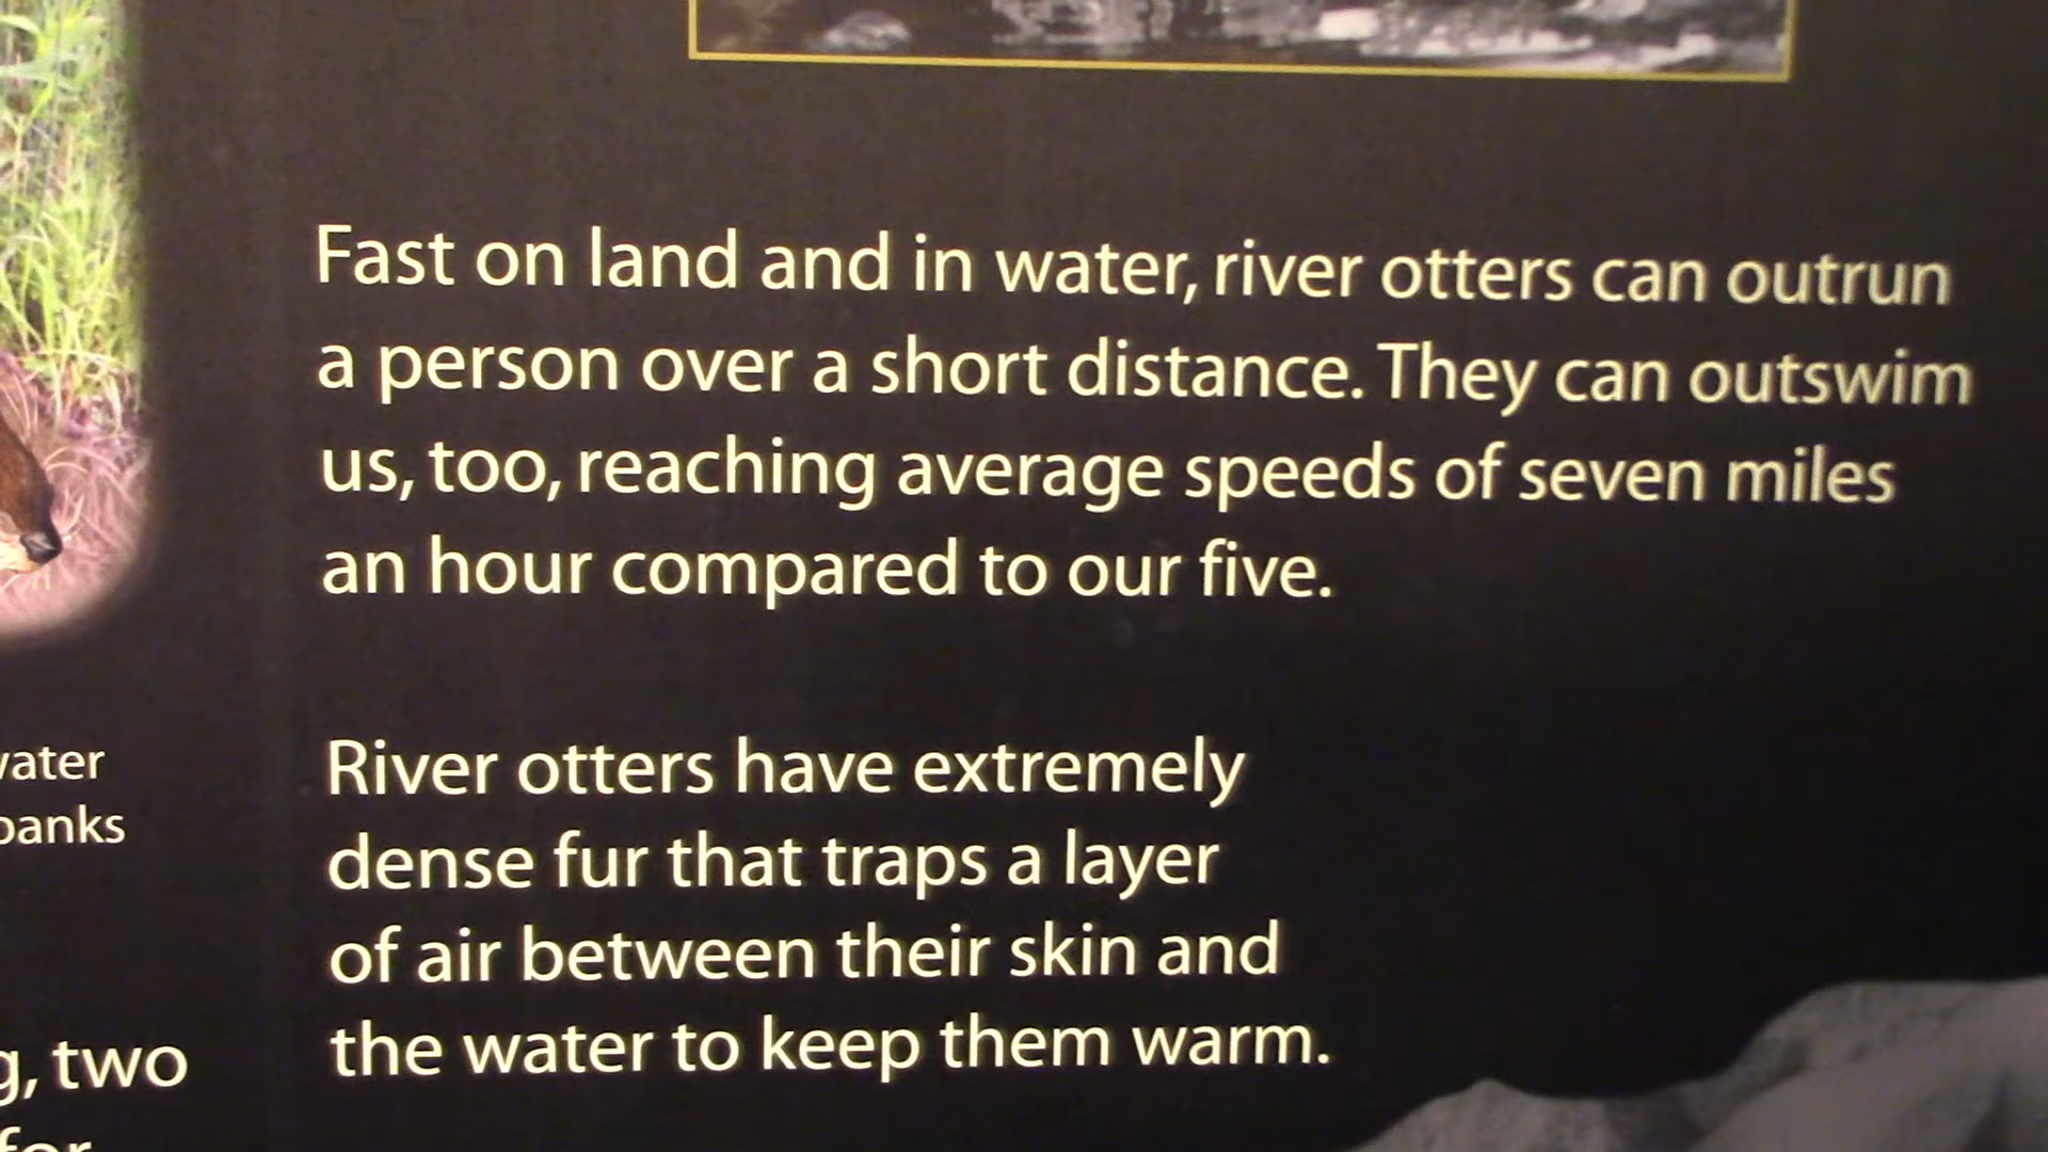 Fast on land and in water, river otters can outrun
a person over a short distance. They can outswim
us, too, reaching average speeds of seven miles
an hour compared to our five.
River otters have extremely
dense fur that traps a layer
of air between their skin and
the water to keep them warm.
banks
two